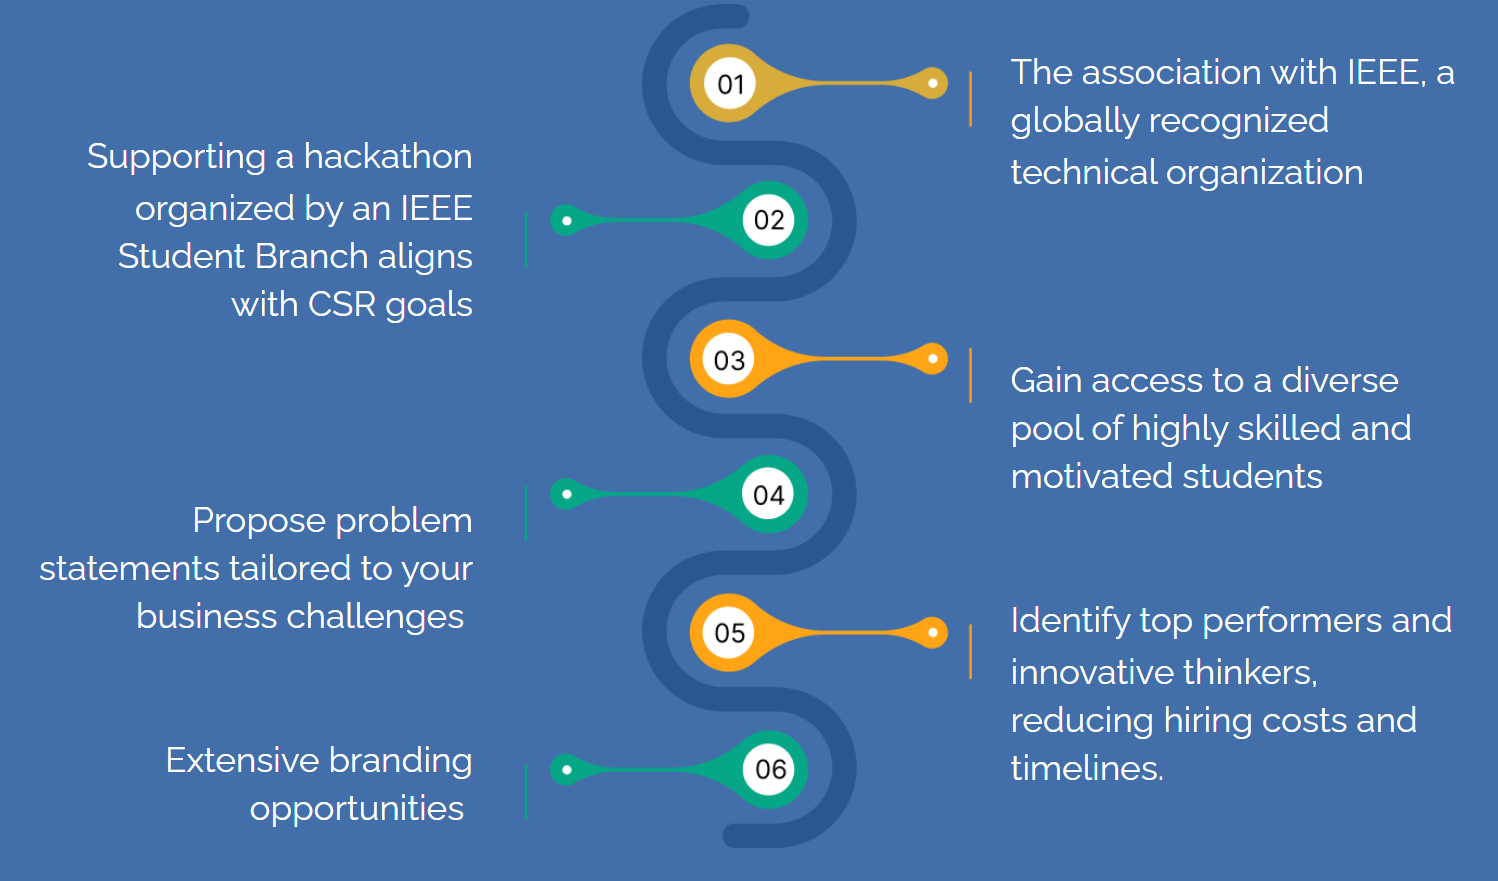 01
The association with IEEE, a
globally recognized
technical organization
02
Supporting a hackathon
organized by an IEEE
Student Branch aligns
with CSR goals
03
Gain access to a diverse
pool of highly skilled and
motivated students
04
Propose problem
statements tailored to your
business challenges
05
Identify top performers and
innovative thinkers,
reducing hiring costs and
timelines.
06
Extensive branding
opportunities